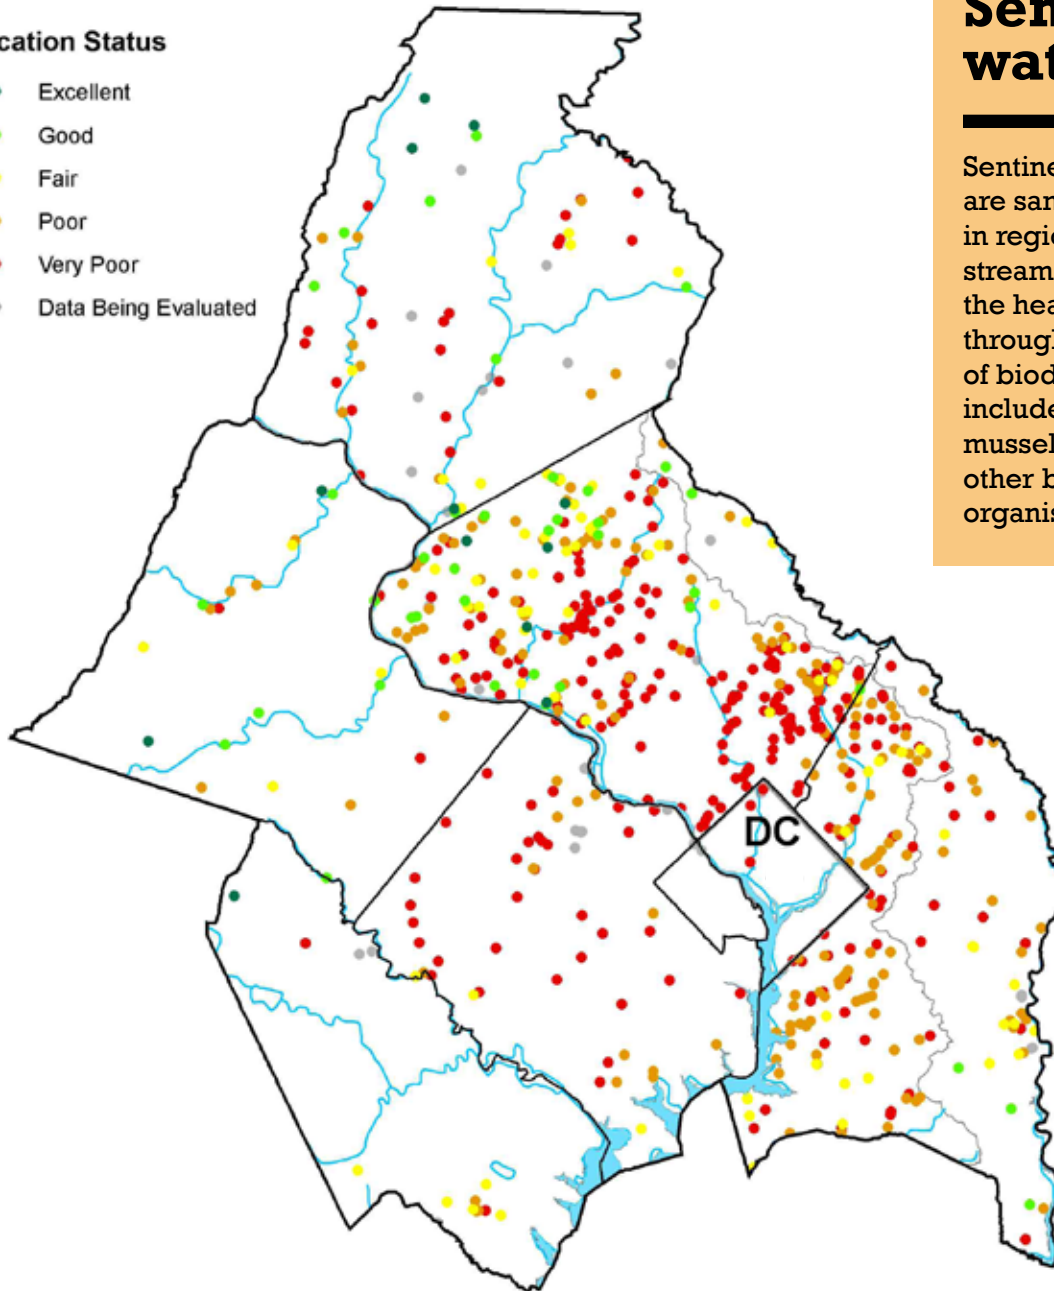 cation Status
Excellent
Good
Fair
Poor
Very Poor
Data Being Evaluated
DC
Sen
wat
Sentine
are sar
in regio
stream
the hea
through
of biod
include
mussel
other b
organis